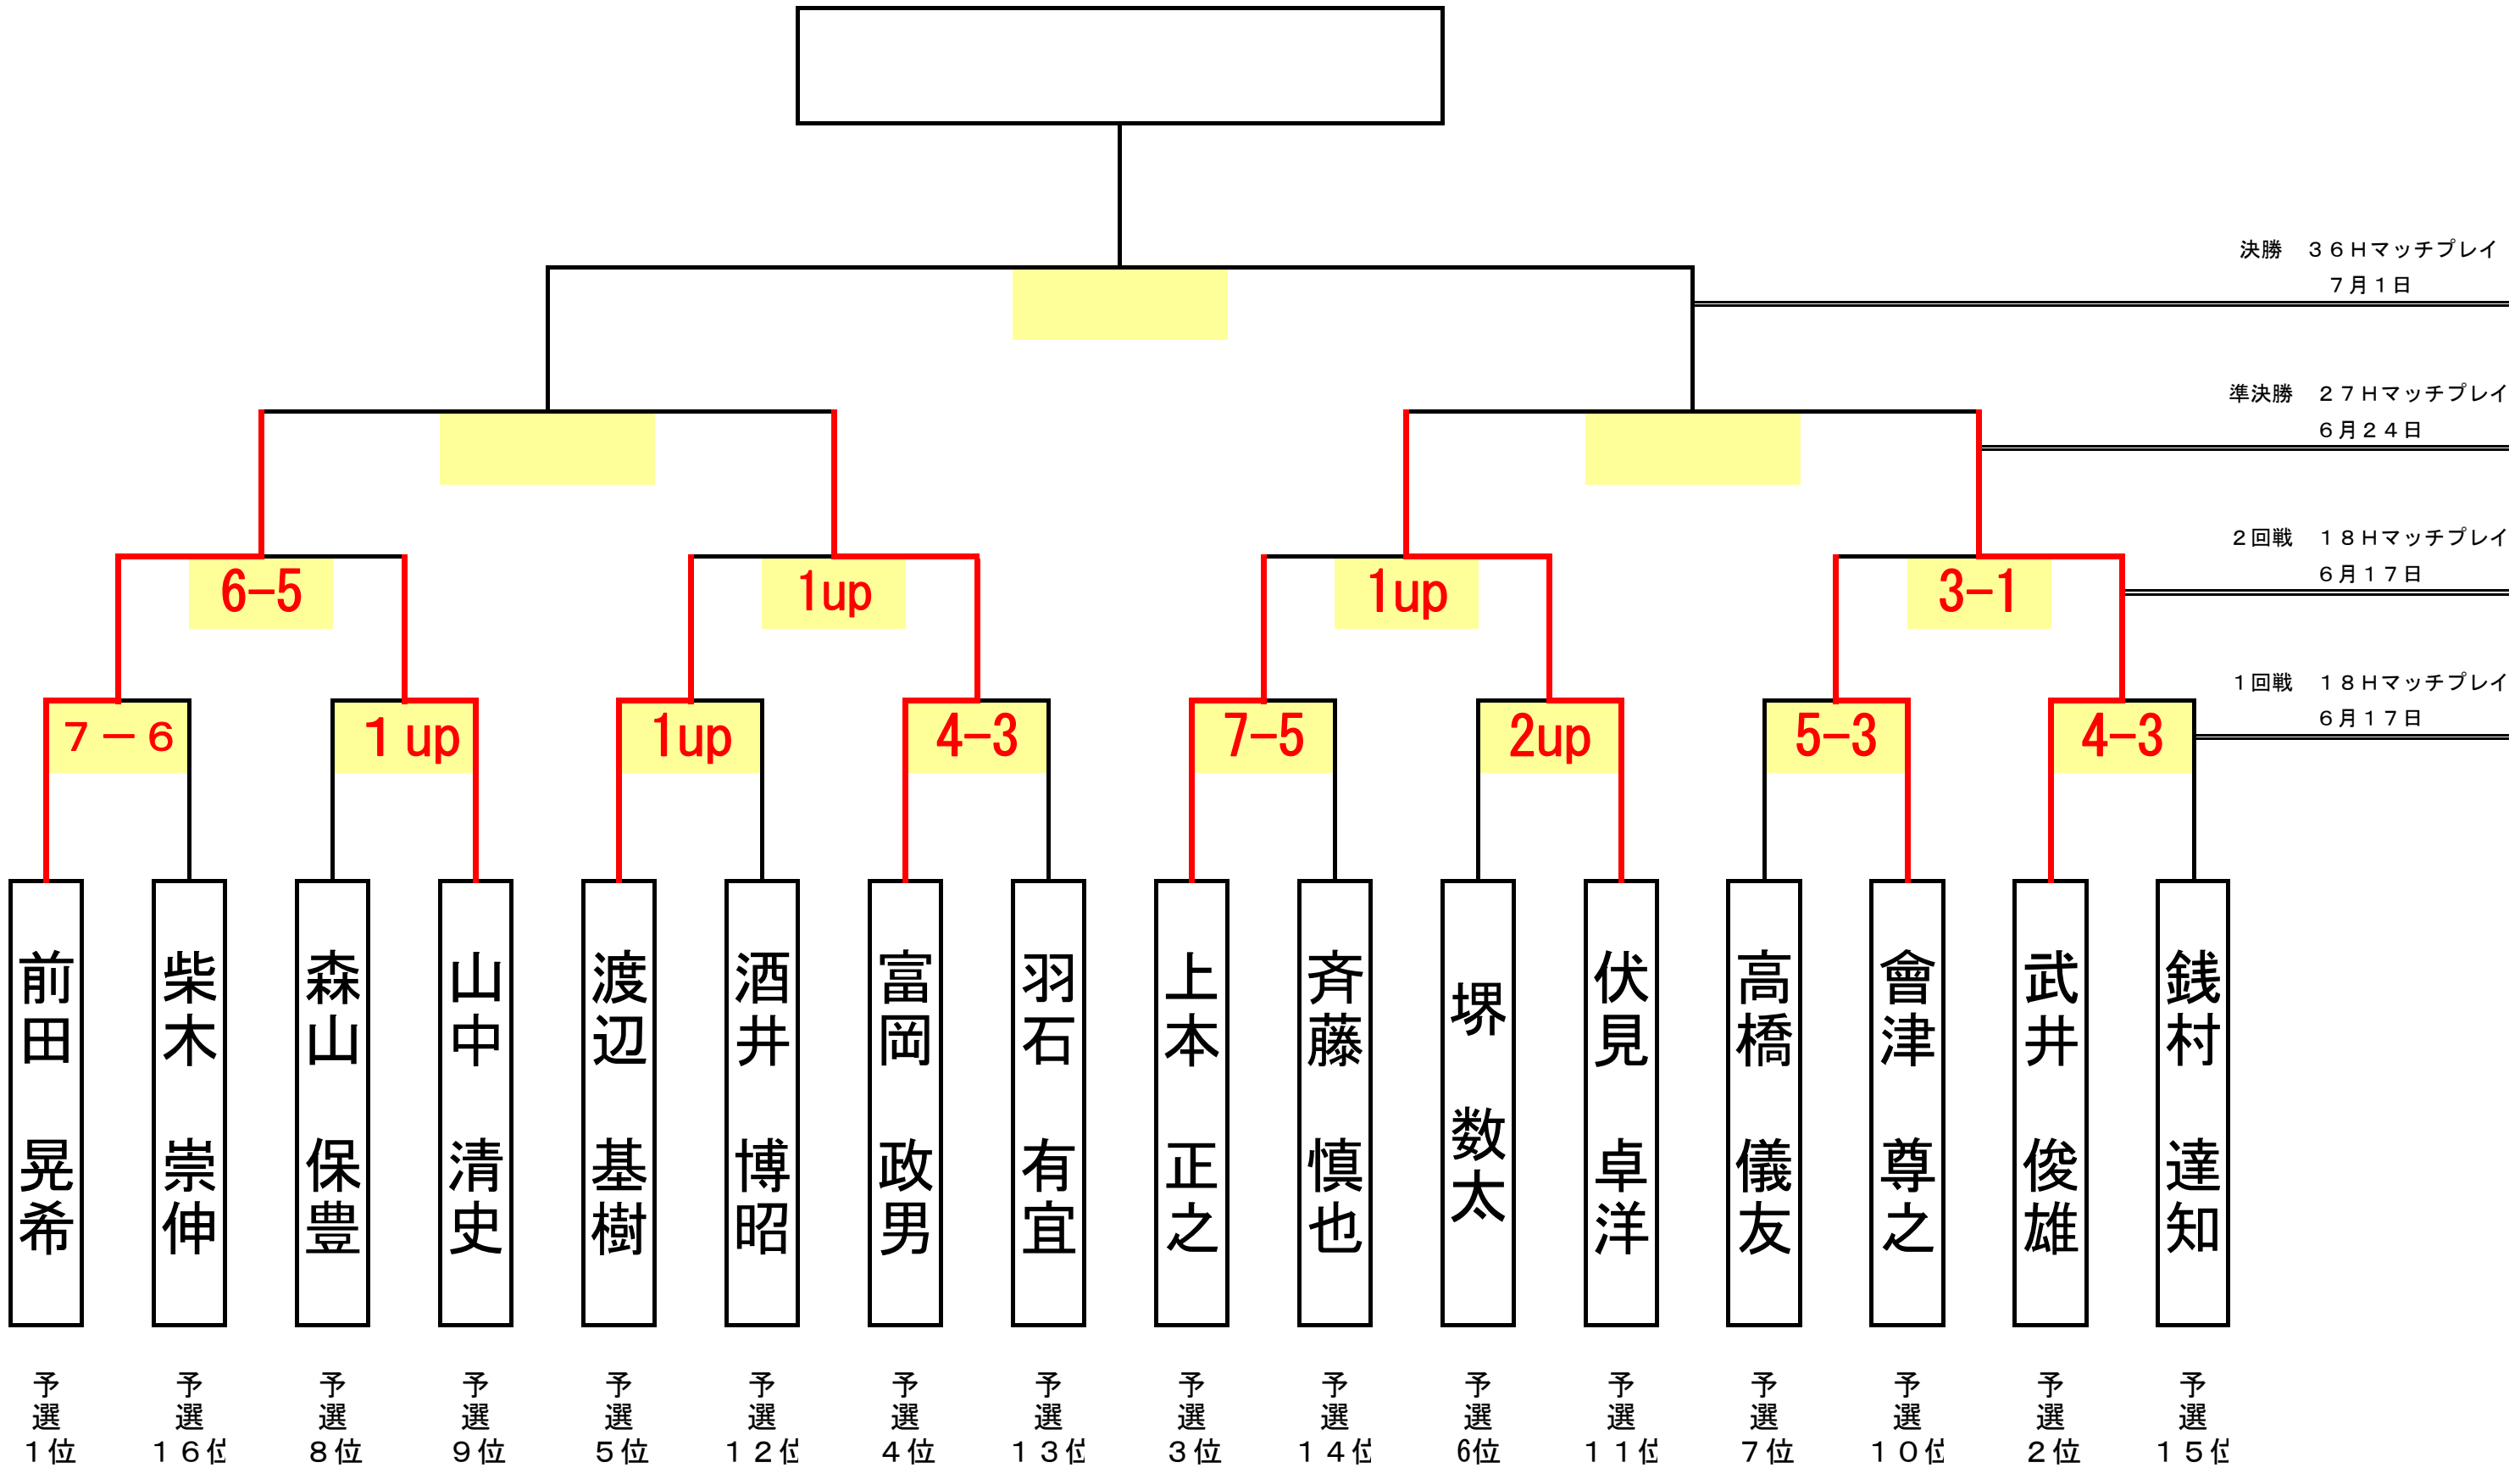 決勝　３６Ｈマッチプレイ
７月１日
準決勝　２７Ｈマッチプレイ
６月２４日
２回戦　１８Ｈマッチプレイ
６月１７日
6−5
1up
1up
3−1
１回戦　１８Ｈマッチプレイ
６月１７日
７−６
1 up
1up
4−3
7−5
2up
5−3
4−3
前田　晃希
柴木　崇伸
森山　保豊
山中　清史
渡辺　基樹
酒井　博昭
富岡　政男
羽石　有宜
上本　正之
斉藤　慎也
堺　数太
伏見　卓洋
高橋　儀友
會津　尊之
武井　俊雄
銭村　達知
予選１位
予選１６位
予選８位
予選９位
予選５位
予選１２位
予選４位
予選１３位
予選３位
予選１４位
予選6位
予選１１位
予選７位
予選１０位
予選２位
予選１５位